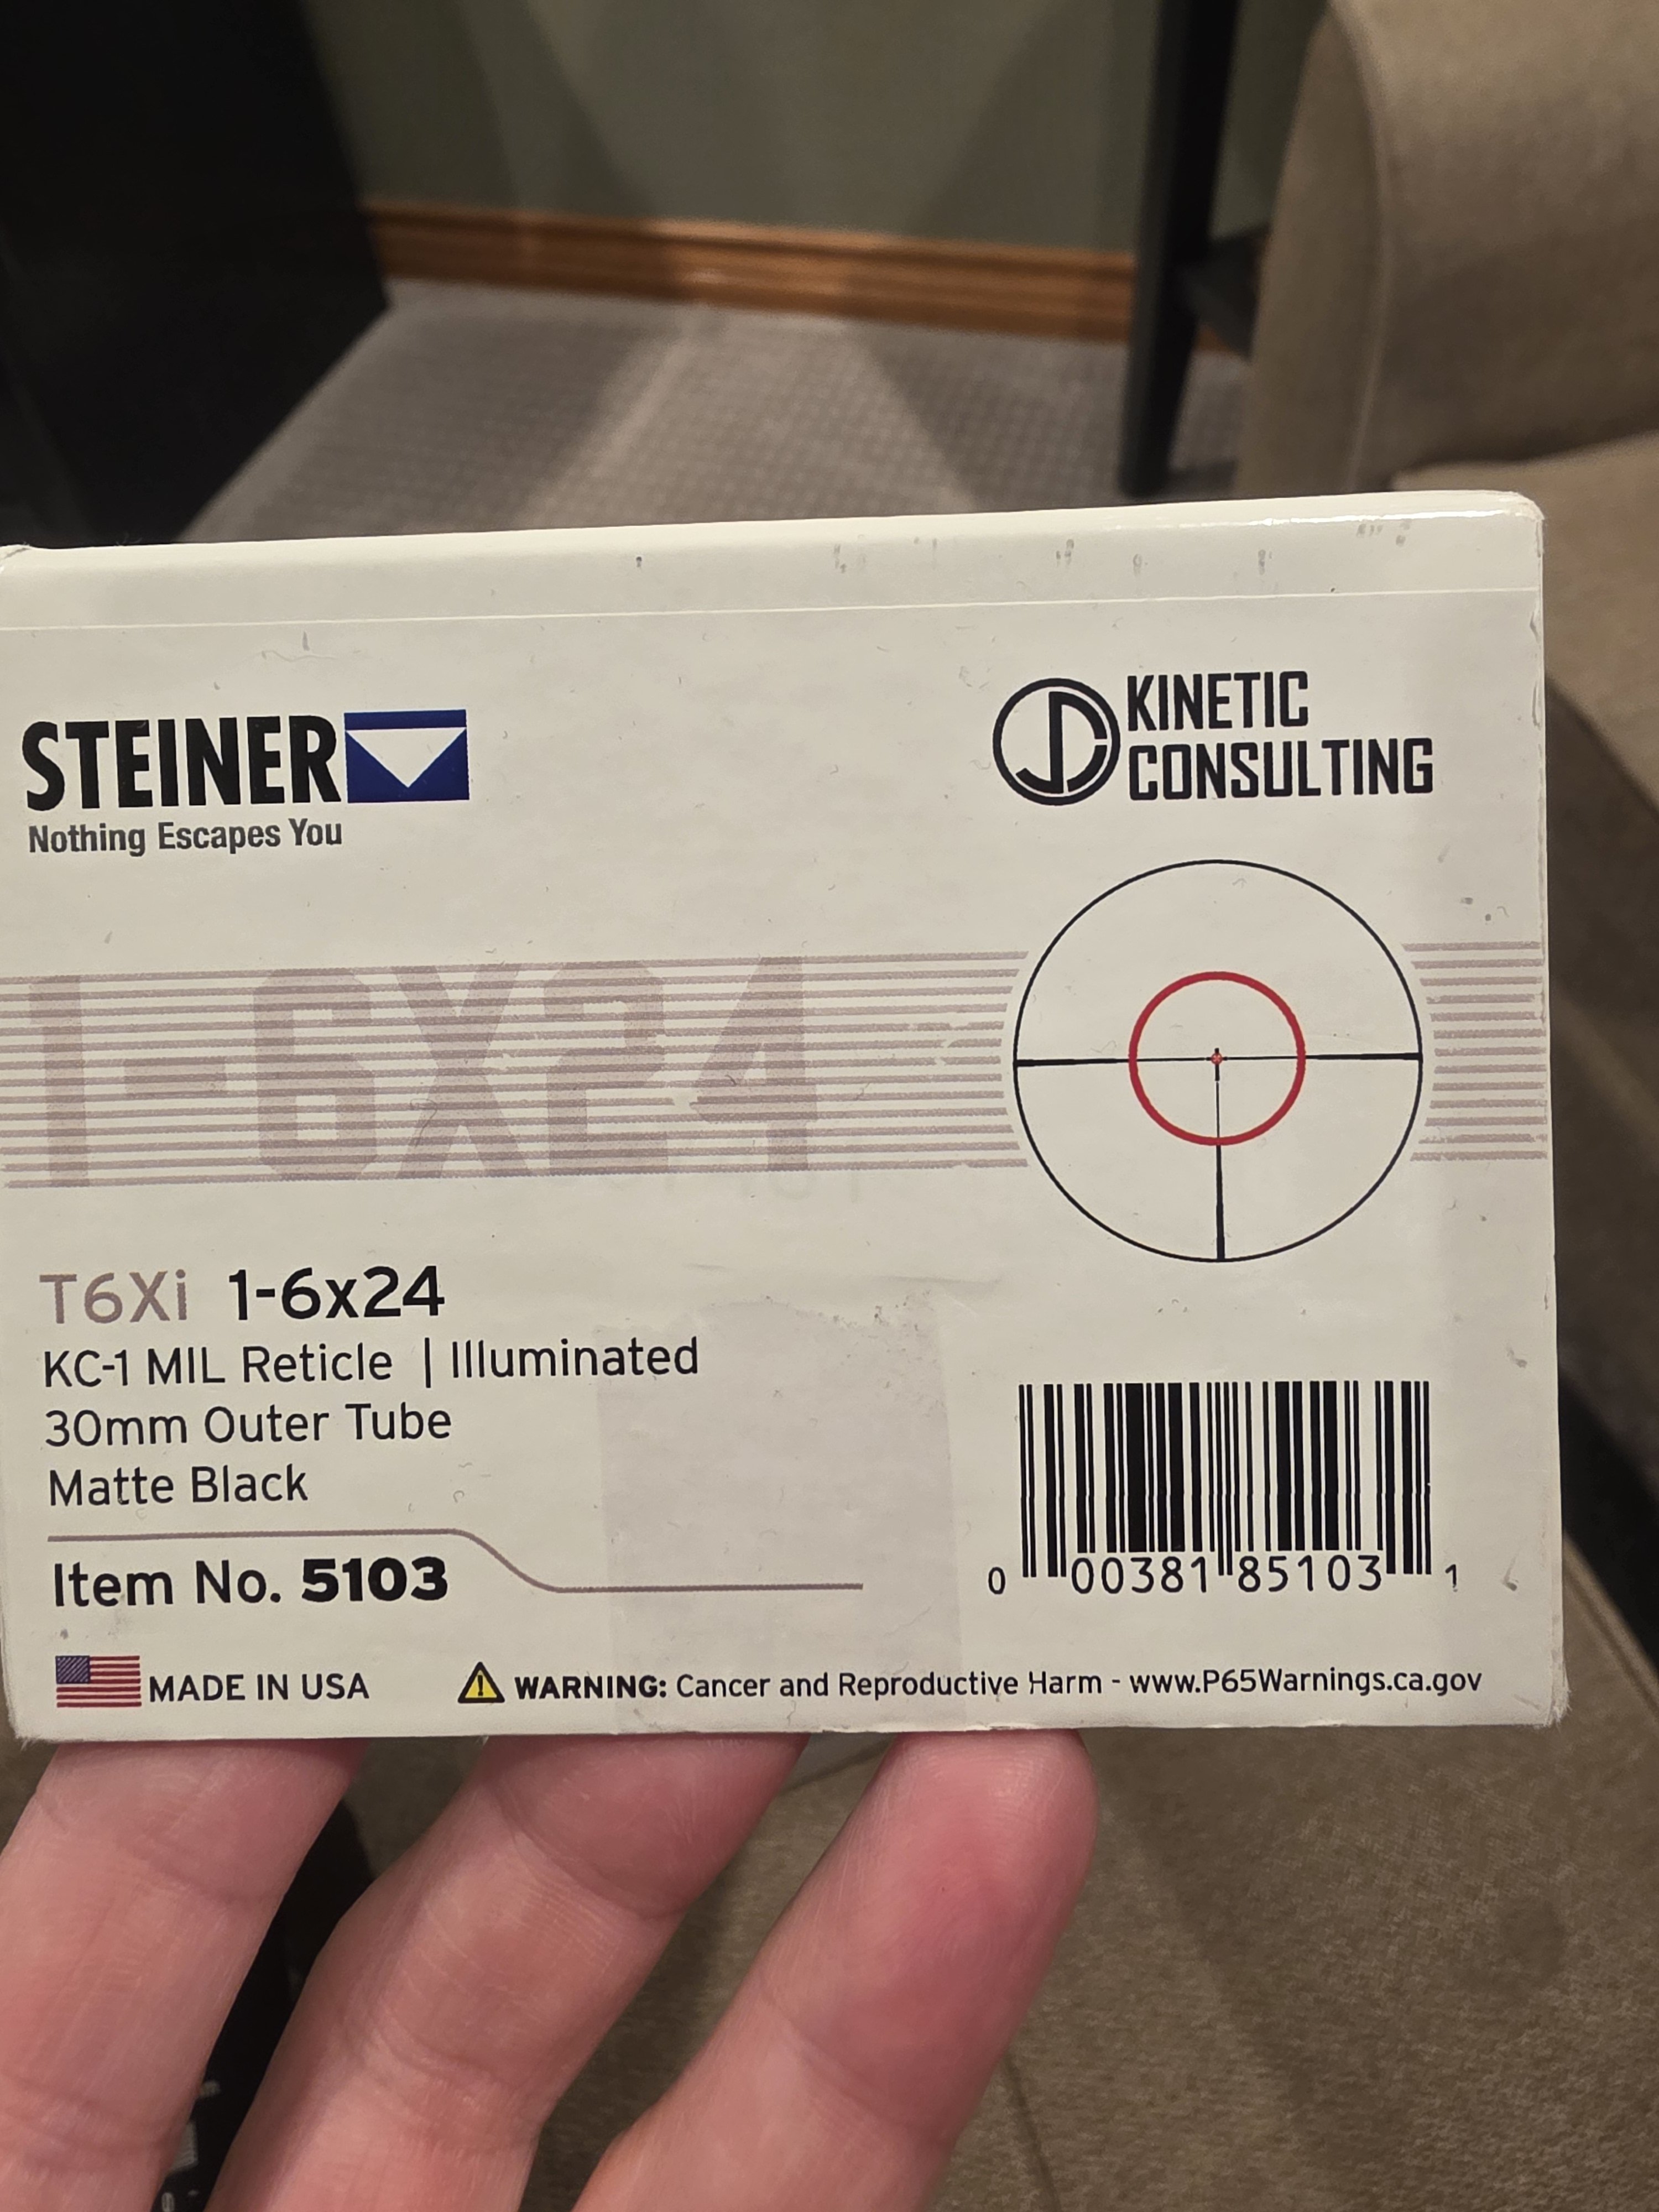 STEINER
Nothing Escapes You
KINETIC
CONSULTING
1-6X24
T6Xi 1-6x24
KC-1 MIL Reticle | Illuminated
30mm Outer Tube
Matte Black
Item No. 5103
0 00381 85103 1
MADE IN USA
WARNING: Cancer and Reproductive Harm - www.P65Warnings.ca.gov